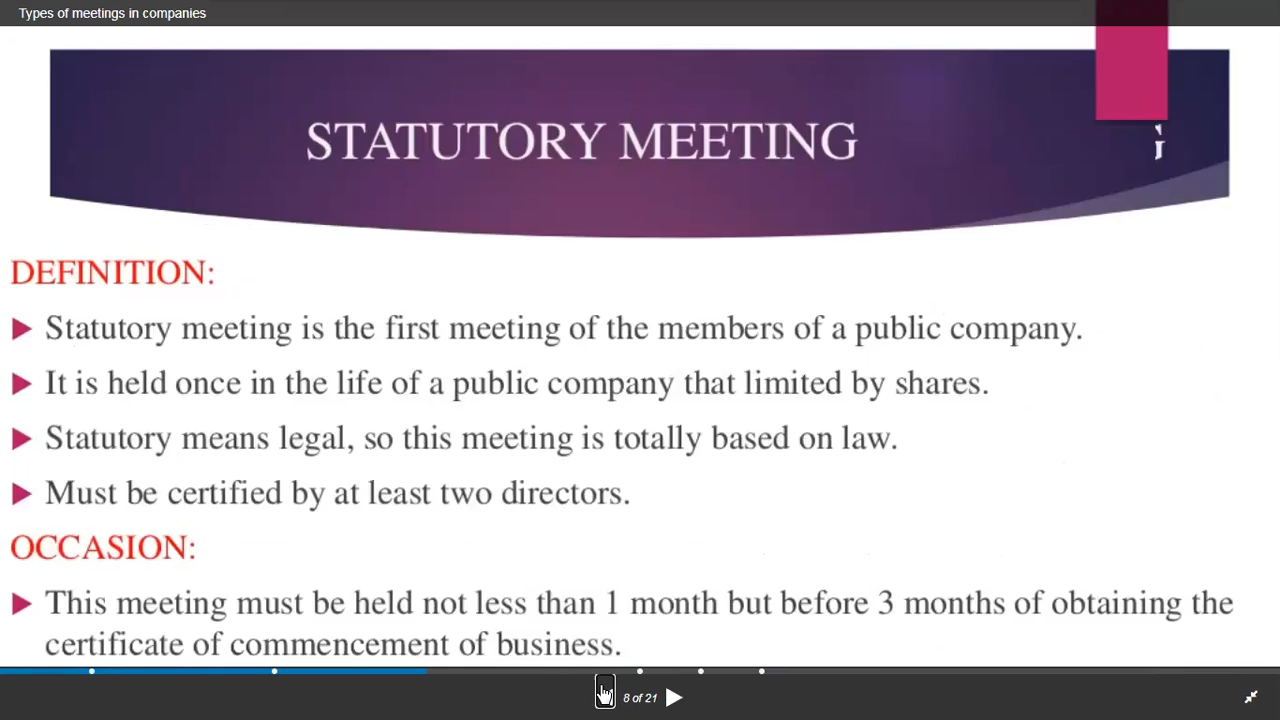 Types of meetings in companies
STATUTORY MEETING
DEFINITION:
Statutory meeting is the first meeting of the members of a public company.
It is held once in the life of a public company that limited by shares.
Statutory means legal, so this meeting is totally based on law.
Must be certified by at least two directors.
OCCASION:
This meeting must be held not less than 1 month but before 3 months of obtaining the
certificate of commencement of business.
8 of 21